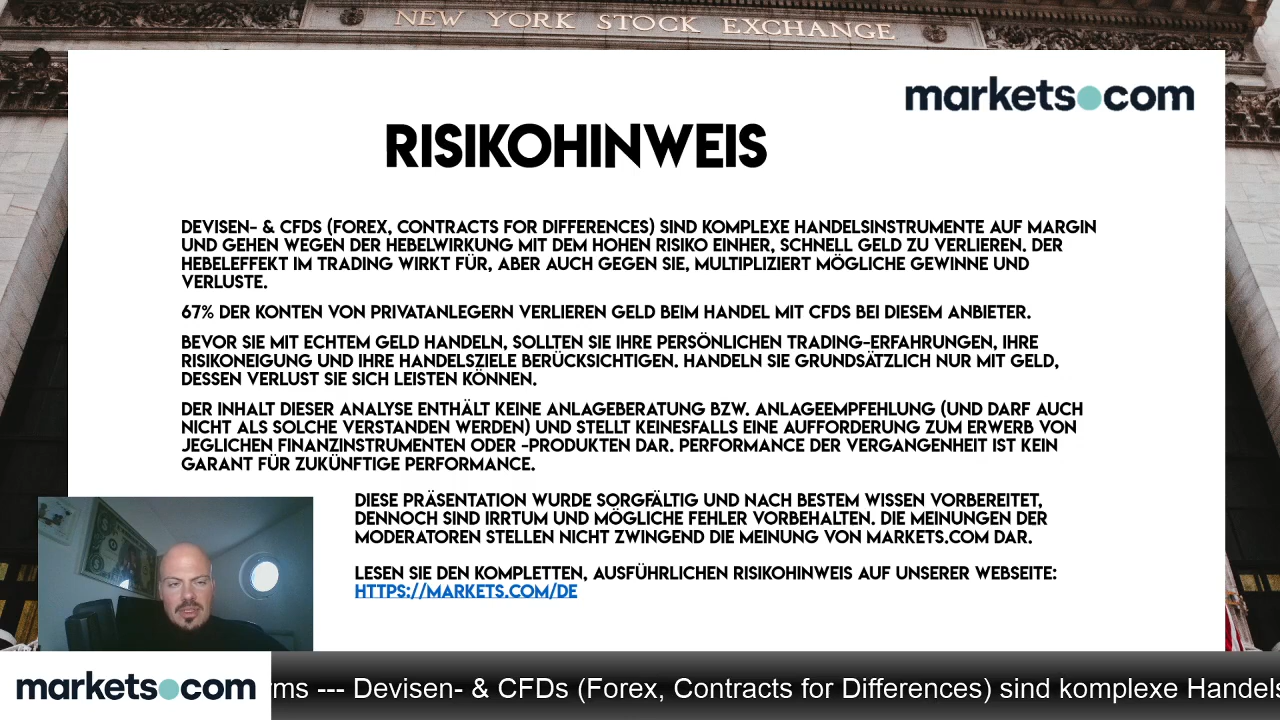 NEW YORK STOCK EXCHANGE
markets.com
RISIKOHINWEIS
DEVISEN- & CFDS (FOREX, CONTRACTS FOR DIFFERENCES) SIND KOMPLEXE HANDELSINSTRUMENTE AUF MARGIN
UND GEHEN WEGEN DER HEBELWIRKUNG MIT DEM HOHEN RISIKO EINHER, SCHNELL GELD ZU VERLIEREN. DER
HEBELEFFEKT IM TRADING WIRKT FÜR, ABER AUCH GEGEN SIE, MULTIPLIZIERT MÖGLICHE GEWINNE UND
VERLUSTE.
67% DER KONTEN VON PRIVATANLEGERN VERLIEREN GELD BEIM HANDEL MIT CFDS BEI DIESEM ANBIETER.
BEVOR SIE MIT ECHTEM GELD HANDELN, SOLLTEN SIE IHRE PERSÖNLICHEN TRADING-ERFAHRUNGEN, IHRE
RISIKONEIGUNG UND IHRE HANDELSZIELE BERÜCKSICHTIGEN. HANDELN SIE GRUNDSÄTZLICH NUR MIT GELD,
DESSEN VERLUST SIE SICH LEISTEN KÖNNEN.
DER INHALT DIESER ANALYSE ENTHÄLT KEINE ANLAGEBERATUNG BZW. ANLAGEEMPFEHLUNG (UND DARF AUCH
NICHT ALS SOLCHE VERSTANDEN WERDEN) UND STELLT KEINESFALLS EINE AUFFORDERUNG ZUM ERWERB VON
JEGLICHEN FINANZINSTRUMENTEN ODER -PRODUKTEN DAR. PERFORMANCE DER VERGANGENHEIT IST KEIN
GARANT FÜR ZUKÜNFTIGE PERFORMANCE.
DIESE PRÄSENTATION WURDE SORGFÄLTIG UND NACH BESTEM WISSEN VORBEREITET,
DENNOCH SIND IRRTUM UND MÖGLICHE FEHLER VORBEHALTEN. DIE MEINUNGEN DER
MODERATOREN STELLEN NICHT ZWINGEND DIE MEINUNG VON MARKETS.COM DAR.
LESEN SIE DEN KOMPLETTEN, AUSFÜHRLICHEN RISIKOHINWEIS AUF UNSERER WEBSEITE:
HTTPS://MARKETS.COM/DE
markets.com
rms --- Devisen- & CFDs (Forex, Contracts for Differences) sind komplexe Handels